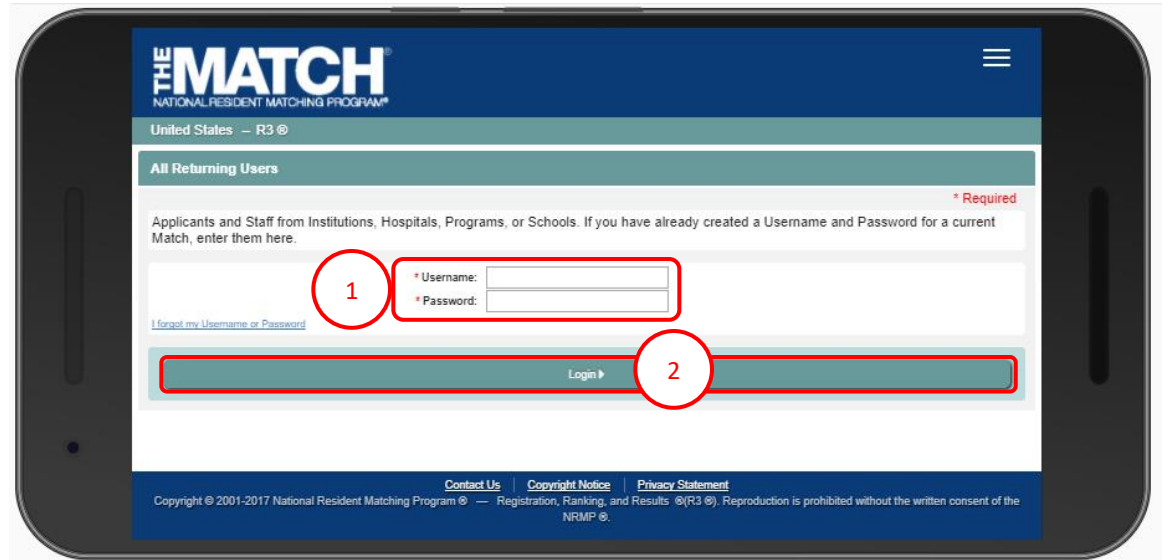 THE MATCH®
NATIONAL RESIDENT MATCHING PROGRAM®
United States – R3 ®
All Returning Users
* Required
Applicants and Staff from Institutions, Hospitals, Programs, or Schools. If you have already created a Username and Password for a current
Match, enter them here.
1
* Username:
* Password:
I forgot my Username or Password
Login
2
Contact Us | Copyright Notice | Privacy Statement
Copyright © 2001-2017 National Resident Matching Program ® — Registration, Ranking, and Results ®(R3 ®). Reproduction is prohibited without the written consent of the
NRMP ®.